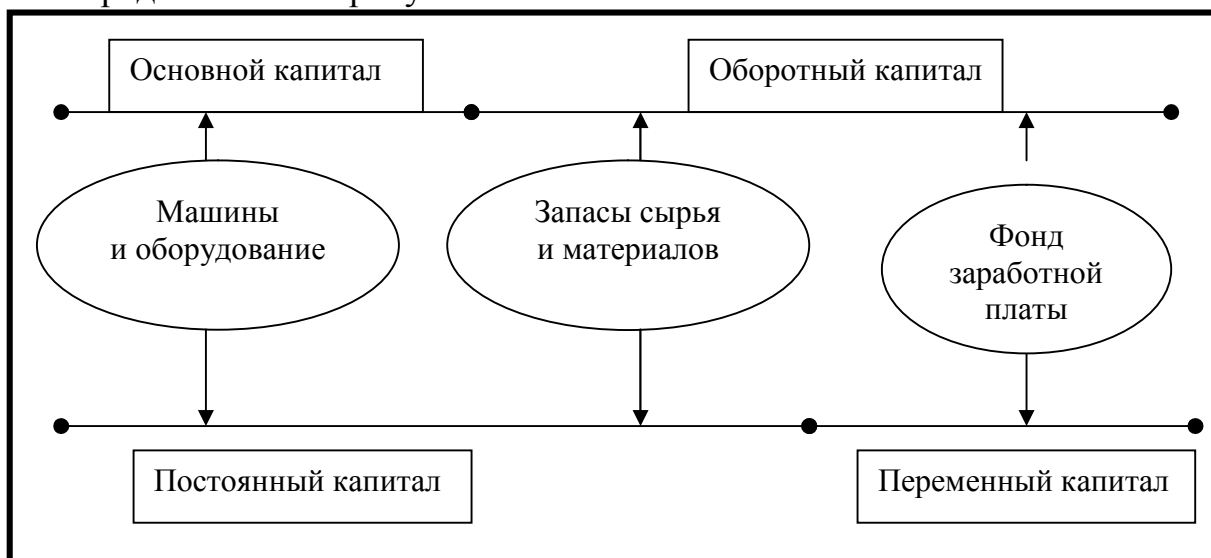 Основной капитал
Оборотный капитал
Машины
и оборудование
Запасы сырья
и материалов
Фонд
заработной
платы
Постоянный капитал
Переменный капитал